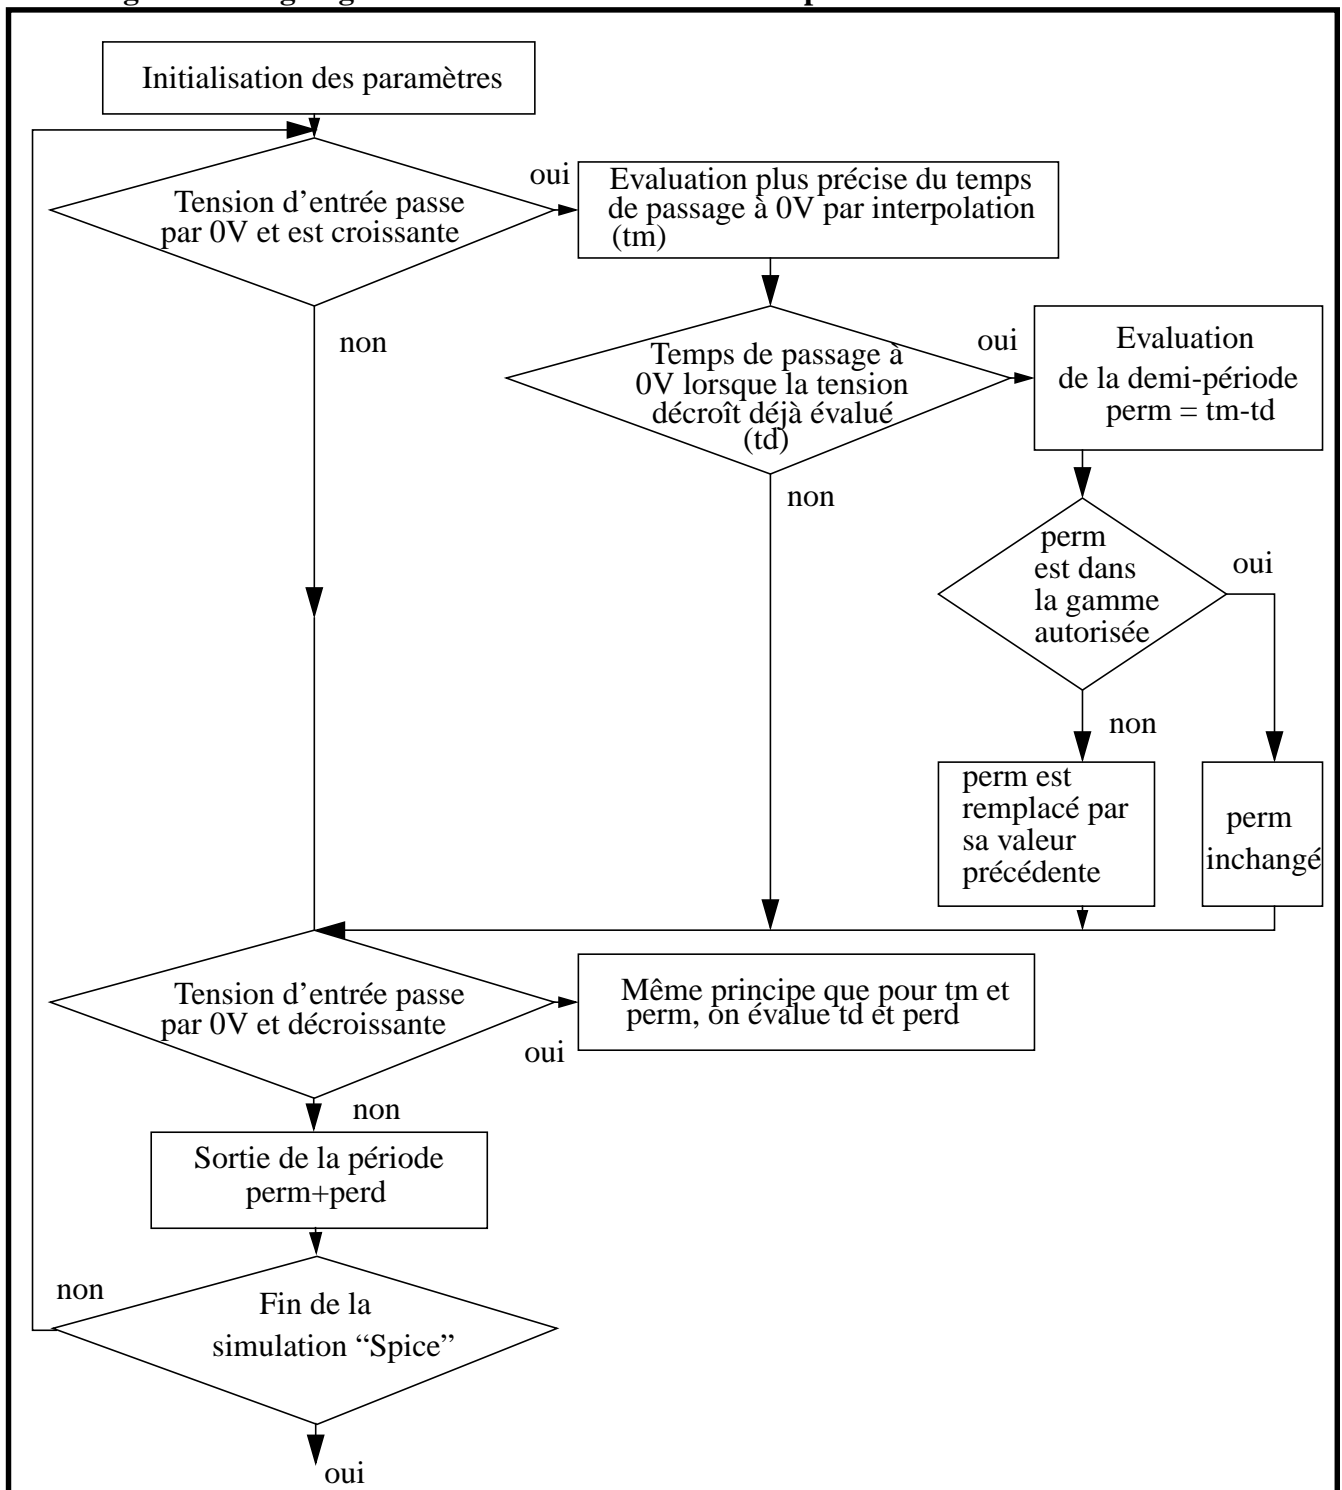 Initialisation des paramètres
Tension d’entrée passe
par 0V et est croissante
oui
Evaluation plus précise du temps
de passage à 0V par interpolation
(tm)
non
Temps de passage à
0V lorsque la tension
décroît déjà évalué
(td)
oui
Evaluation
de la demi-période
perm = tm-td
non
perm
est dans
la gamme
autorisée
oui
non
perm est
remplacé par
sa valeur
précédente
perm
inchangé
Tension d’entrée passe
par 0V et décroissante
oui
Même principe que pour tm et
perm, on évalue td et perd
non
Sortie de la période
perm+perd
non
Fin de la
simulation “Spice”
oui